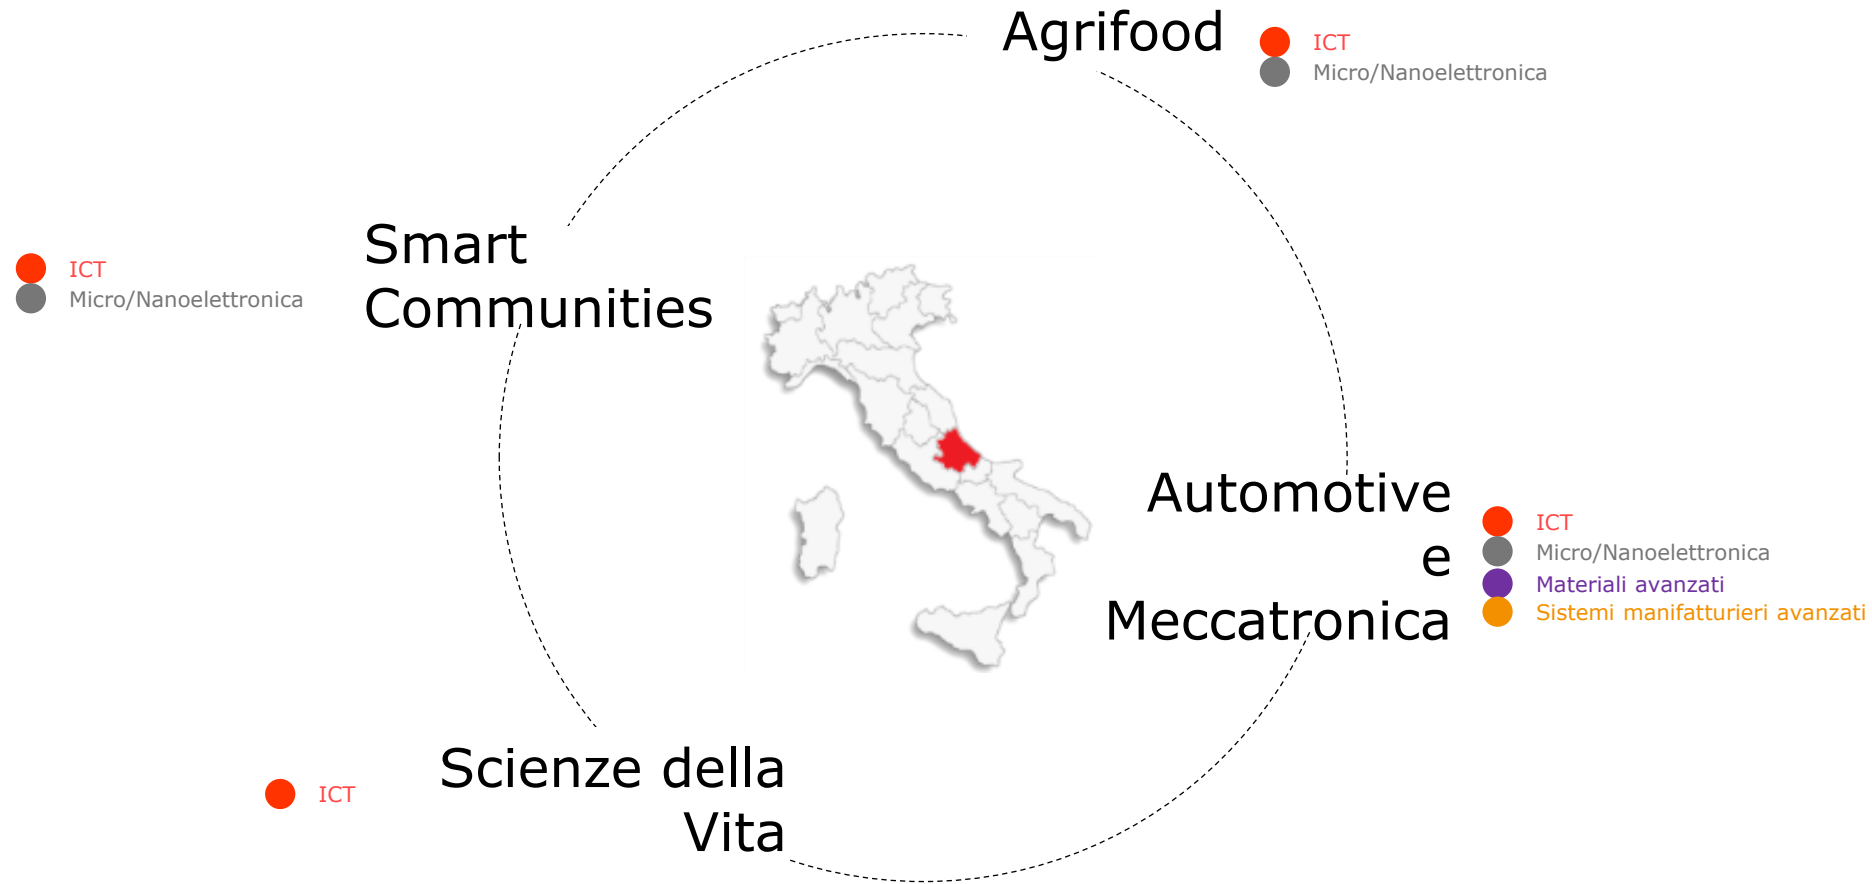 Agrifood
ICT
Micro/Nanoelettronica
Smart
Communities
ICT
Micro/Nanoelettronica
Automotive
e
Meccatronica
ICT
Micro/Nanoelettronica
Materiali avanzati
Sistemi manifatturieri avanzati
Scienze della
Vita
ICT